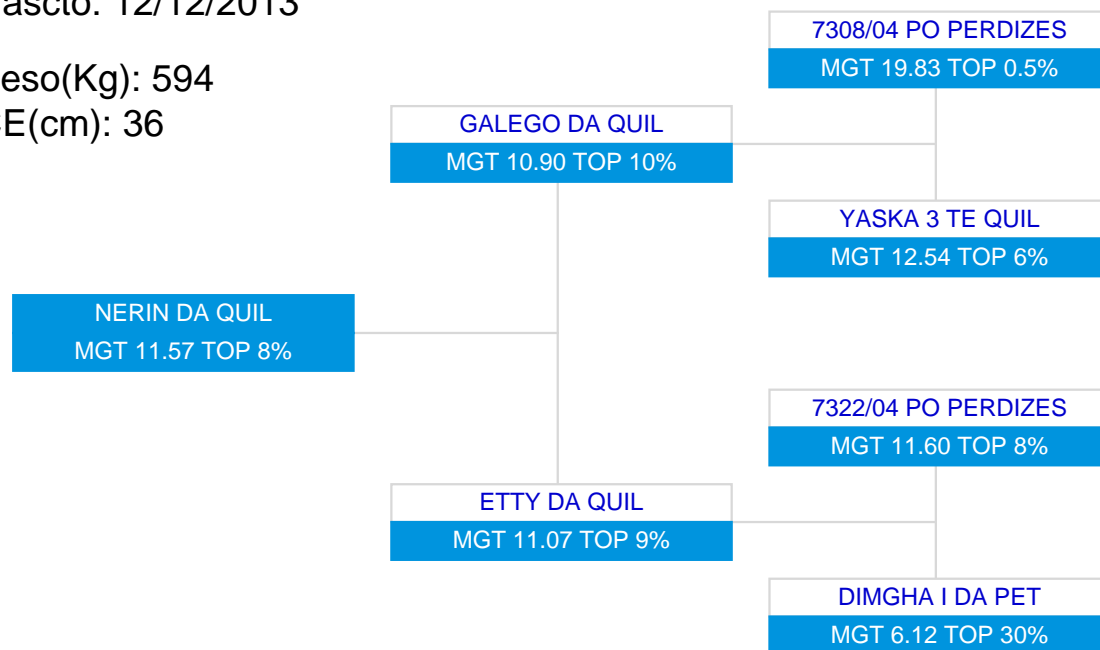 ascto: 12/12/2013
eso(Kg): 594
E(cm): 36
7308/04 PO PERDIZES
MGT 19.83 TOP 0.5%
GALEGO DA QUIL
MGT 10.90 TOP 10%
YASKA 3 TE QUIL
MGT 12.54 TOP 6%
NERIN DA QUIL
MGT 11.57 TOP 8%
7322/04 PO PERDIZES
MGT 11.60 TOP 8%
ETTY DA QUIL
MGT 11.07 TOP 9%
DIMGHA I DA PET
MGT 6.12 TOP 30%